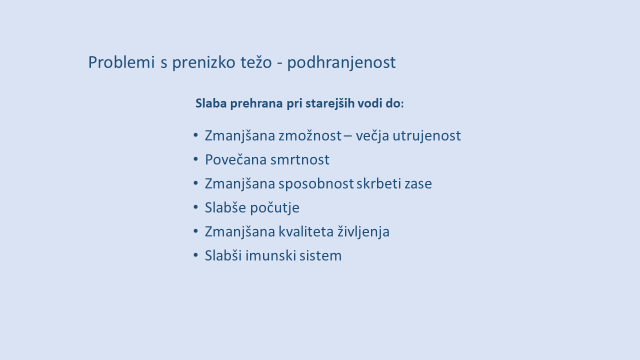 Problemi s prenizko težo - podhranjenost
Slaba prehrana pri starejših vodi do:
• Zmanjšana zmožnost – večja utrujenost
• Povečana smrtnost
• Zmanjšana sposobnost skrbeti zase
• Slabše počutje
• Zmanjšana kvaliteta življenja
• Slabši imunski sistem